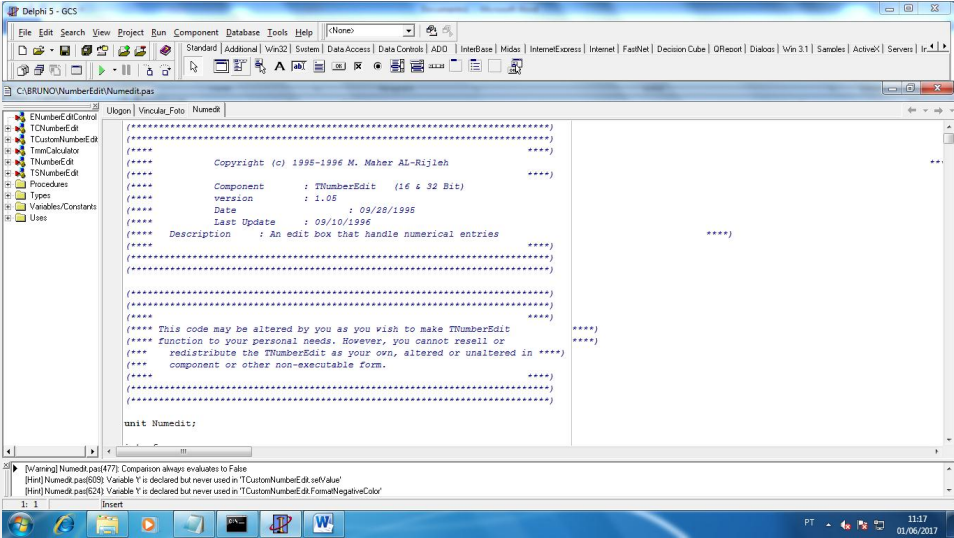 Delphi 5 - GCS
File Edit Search View Project Run Component Database Tools Help <None>
Standard Additional Win32 System Data Access Data Controls ADO InterBase Midas InternetExpress Internet FastNet Decision Cube QReport Dialogs Win 3.1 Samples ActiveX Servers
C:\BRUNO\NumberEdit\Numedit.pas
Ulogon Vincular_Foto Numedit
ENumberEditControl
TCNumberEdit
TCustomNumberEdit
TmmCalculator
TNumberEdit
TSNumberEdit
Procedures
Types
Variables/Constants
Uses
(**** Copyright (c) 1995-1996 M. Maher AL-Rijleh
(**** ****)
(**** Component : TNumberEdit (16 & 32 Bit)
(**** version : 1.05
(**** Date : 09/28/1995
(**** Last Update : 09/10/1996
(**** Description : An edit box that handle numerical entries ****)
(**** ****)
(**** This code may be altered by you as you wish to make TNumberEdit ****)
(**** function to your personal needs. However, you cannot resell or ****)
(*** redistribute the TNumberEdit as your own, altered or unaltered in ****)
(*** component or other non-executable form.
(**** ****)
unit Numedit;
[Warning] Numedit.pas(477): Comparison always evaluates to False
[Hint] Numedit.pas(609): Variable 'i' is declared but never used in 'TCustomNumberEdit.setValue'
[Hint] Numedit.pas(624): Variable 'i' is declared but never used in 'TCustomNumberEdit.FormatNegativeColor'
1: 1 Insert
PT 11:17
01/06/2017